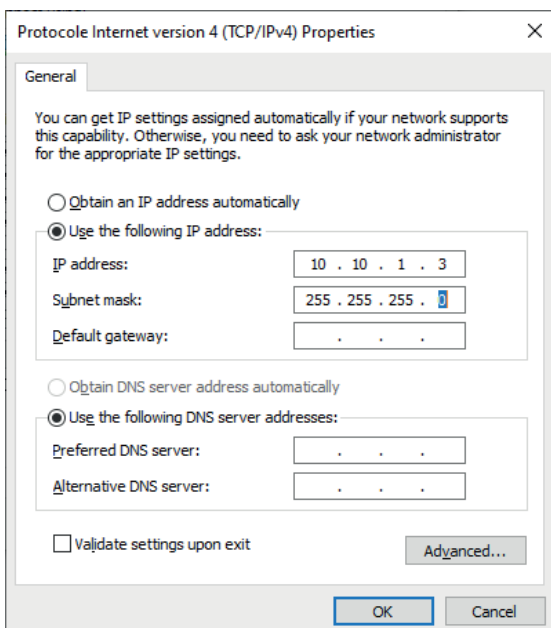 Protocole Internet version 4 (TCP/IPv4) Properties
General
You can get IP settings assigned automatically if your network supports
this capability. Otherwise, you need to ask your network administrator
for the appropriate IP settings.
Obtain an IP address automatically
Use the following IP address:
IP address: 10 . 10 . 1 . 3
Subnet mask: 255 . 255 . 255 . 0
Default gateway: . . .
Obtain DNS server address automatically
Use the following DNS server addresses:
Preferred DNS server: . . .
Alternative DNS server: . . .
Validate settings upon exit
Advanced...
OK Cancel